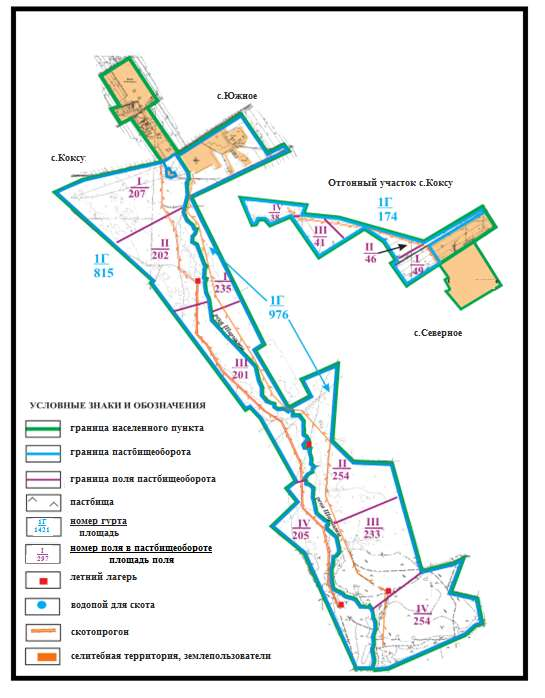 с.Южное
с.Коксу
I
207
Отгонный участок с.Коксу
1Г
174
IV
38
III
41
II
46
I
49
II
202
1Г
815
I
235
1Г
976
с.Северное
III
201
УСЛОВНЫЕ ЗНАКИ И ОБОЗНАЧЕНИЯ
граница населенного пункта
граница пастбищеоборота
граница поля пастбищеоборота
пастбища
1Г
1421
номер гурта
площадь
I
297
номер поля в пастбищеобороте
площадь поля
летний лагерь
водопой для скота
скотопрогон
селитебная территория, землепользователи
II
254
IV
205
III
233
IV
254